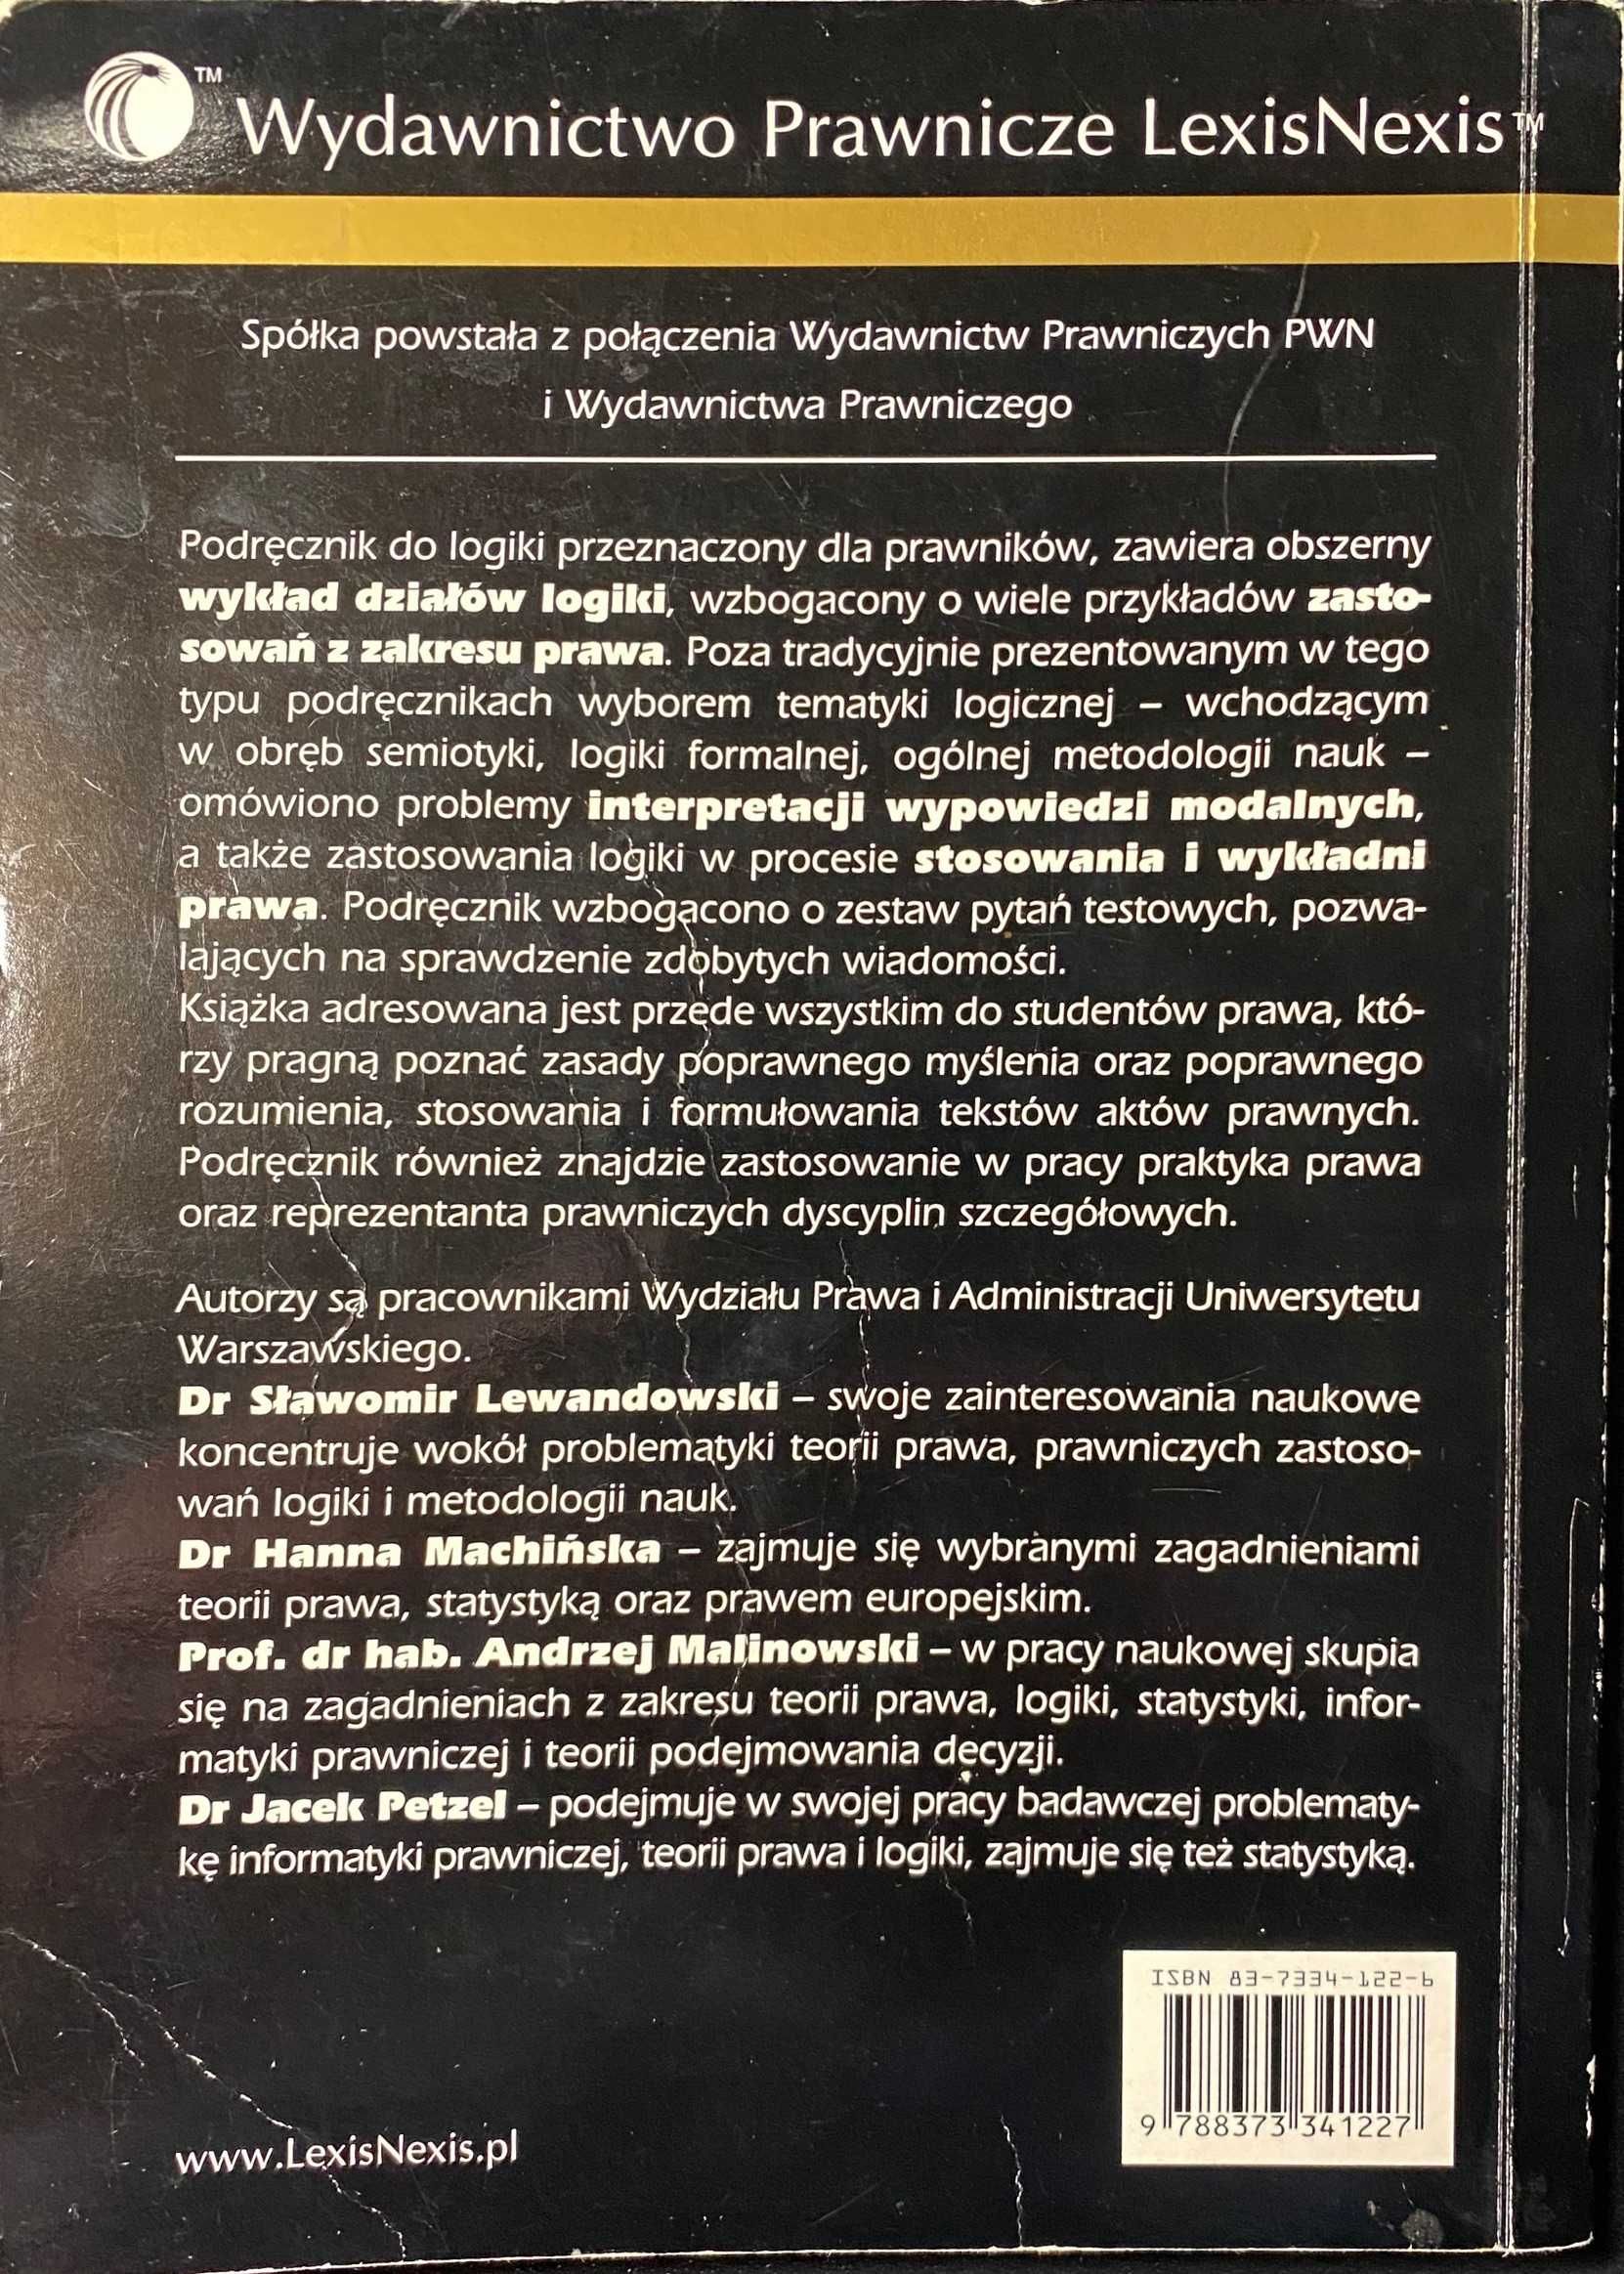 ™ Wydawnictwo Prawnicze LexisNexis™
Spółka powstała z połączenia Wydawnictw Prawniczych PWN
i Wydawnictwa Prawniczego
Podręcznik do logiki przeznaczony dla prawników, zawiera obszerny
wykład działów logiki, wzbogacony o wiele przykładów zasto-
sowań z zakresu prawa. Poza tradycyjnie prezentowanym w tego
typu podręcznikach wyborem tematyki logicznej – wchodzącym
w obręb semiotyki, logiki formalnej, ogólnej metodologii nauk –
omówiono problemy interpretacji wypowiedzi modalnych,
a także zastosowania logiki w procesie stosowania i wykładni
prawa. Podręcznik wzbogacono o zestaw pytań testowych, pozwa-
lających na sprawdzenie zdobytych wiadomości.
Książka adresowana jest przede wszystkim do studentów prawa, któ-
rzy pragną poznać zasady poprawnego myślenia oraz poprawnego
rozumienia, stosowania i formułowania tekstów aktów prawnych.
Podręcznik również znajdzie zastosowanie w pracy praktyka prawa
oraz reprezentanta prawniczych dyscyplin szczegółowych.
Autorzy są pracownikami Wydziału Prawa i Administracji Uniwersytetu
Warszawskiego.
Dr Sławomir Lewandowski – swoje zainteresowania naukowe
koncentruje wokół problematyki teorii prawa, prawniczych zastoso-
wań logiki i metodologii nauk.
Dr Hanna Machińska – zajmuje się wybranymi zagadnieniami
teorii prawa, statystyką oraz prawem europejskim.
Prof. dr hab. Andrzej Malinowski – w pracy naukowej skupia
się na zagadnieniach z zakresu teorii prawa, logiki, statystyki, infor-
matyki prawniczej i teorii podejmowania decyzji.
Dr Jacek Petzel – podejmuje w swojej pracy badawczej problematy-
kę informatyki prawniczej, teorii prawa i logiki, zajmuje się też statystyką.
ISBN 83-7334-122-6
9 788373 341227
www.LexisNexis.pl